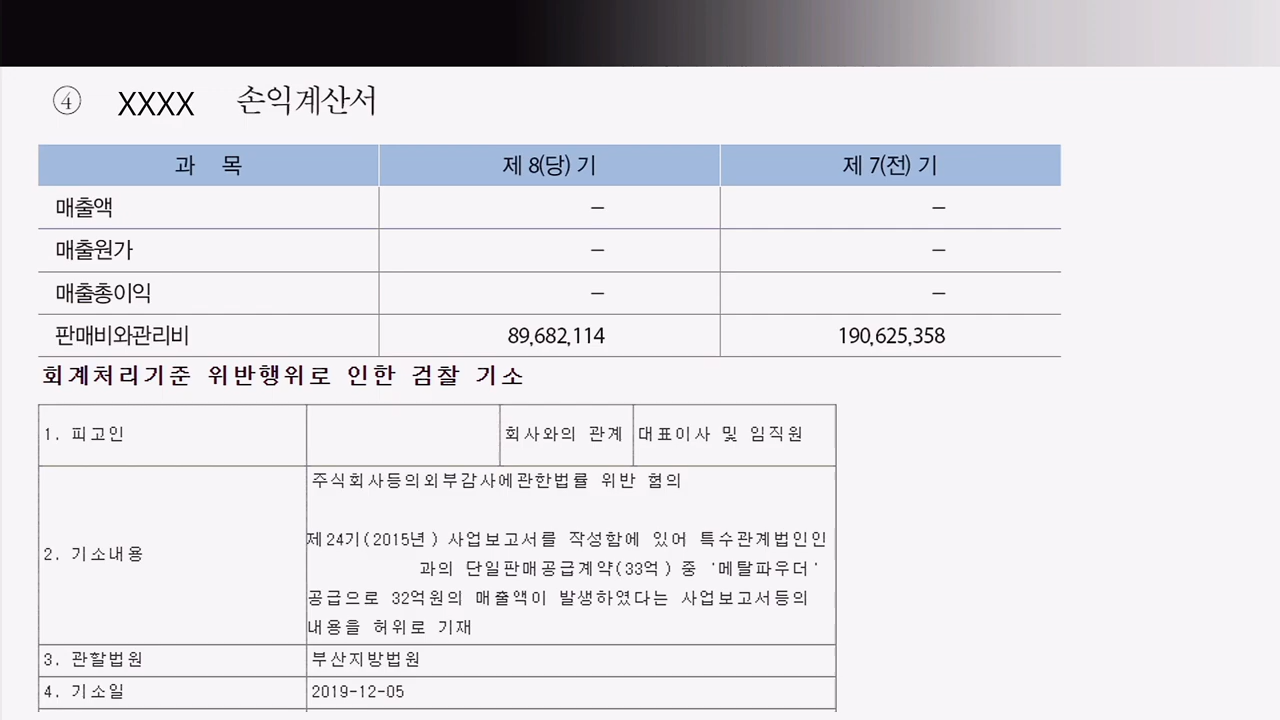 ④ XXXX 손익계산서
과 목 제 8(당) 기 제 7(전) 기
매출액 – –
매출원가 – –
매출총이익 – –
판매비와관리비 89,682,114 190,625,358
회계처리기준 위반행위로 인한 검찰 기소
1. 피고인 회사와의 관계 대표이사 및 임직원
2. 기소내용
주식회사등의외부감사에관한법률 위반 혐의
제24기(2015년) 사업보고서를 작성함에 있어 특수관계법인인
과의 단일판매공급계약(33억) 중 '메탈파우더'
공급으로 32억원의 매출액이 발생하였다는 사업보고서등의
내용을 허위로 기재
3. 관할법원 부산지방법원
4. 기소일 2019-12-05